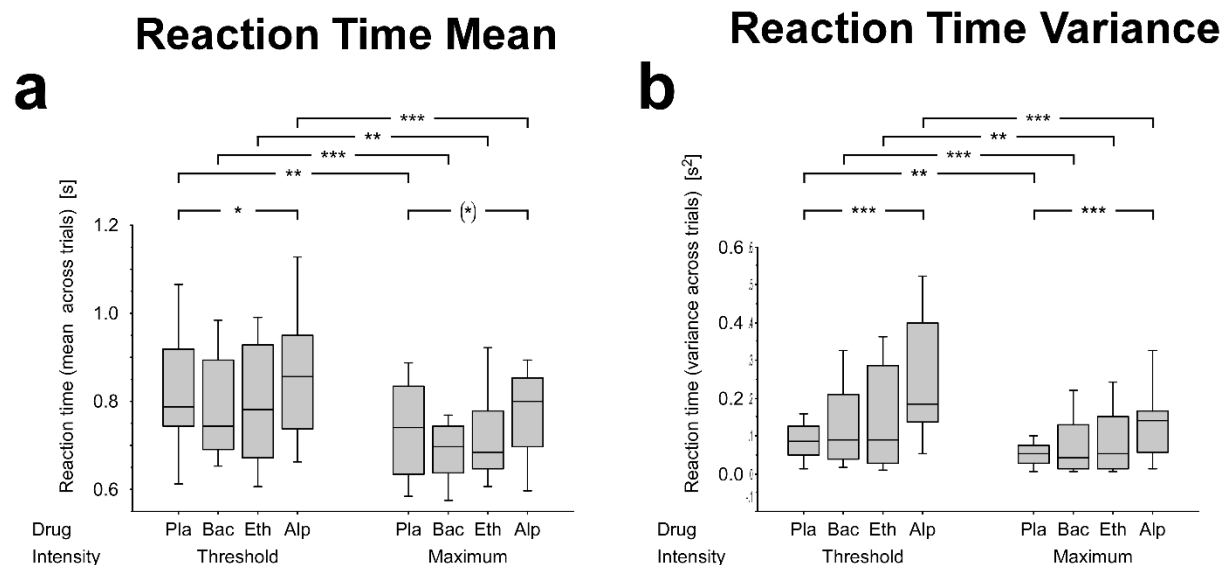 Reaction Time Mean
Reaction Time Variance
a
b
***
**
***
**
*
(*)
Reaction time (mean across trials) [s]
1.2
1.0
0.8
0.6
Drug Pla Bac Eth Alp Pla Bac Eth Alp
Intensity Threshold Maximum
***
**
***
**
***
***
Reaction time (variance across trials) [s²]
0.6
0.4
0.2
0.0
Drug Pla Bac Eth Alp Pla Bac Eth Alp
Intensity Threshold Maximum